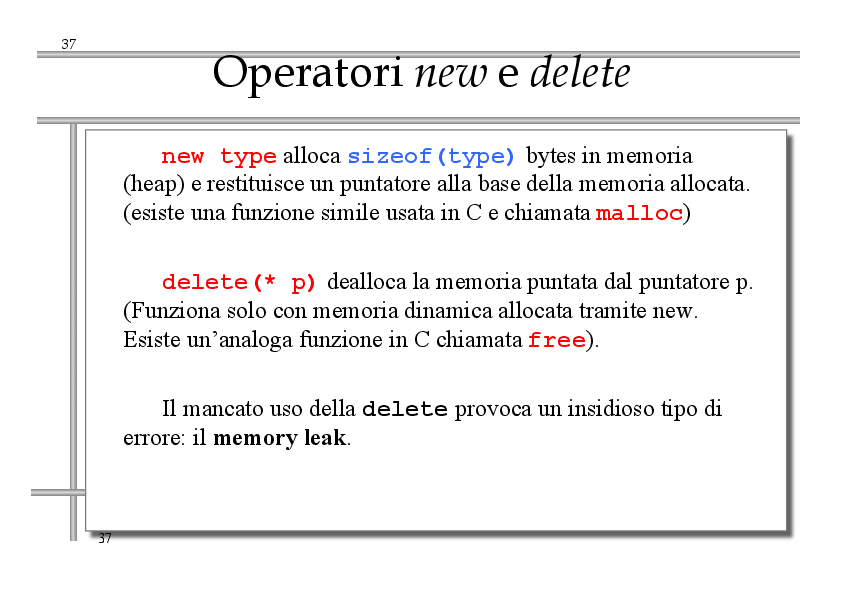 37
Operatori new e delete
new type alloca sizeof(type) bytes in memoria
(heap) e restituisce un puntatore alla base della memoria allocata.
(esiste una funzione simile usata in C e chiamata malloc)
delete(* p) dealloca la memoria puntata dal puntatore p.
(Funziona solo con memoria dinamica allocata tramite new.
Esiste un’analoga funzione in C chiamata free).
Il mancato uso della delete provoca un insidioso tipo di
errore: il memory leak.
37